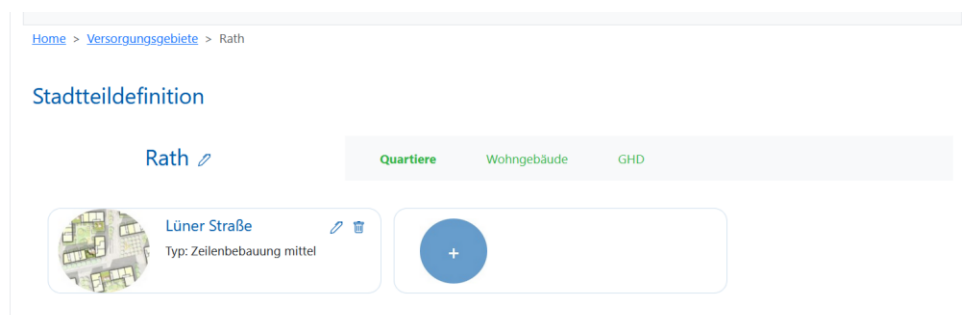 Home > Versorgungsgebiete > Rath
Stadtteildefinition
Rath
Quartiere Wohngebäude GHD
Lüner Straße
Typ: Zeilenbebauung mittel
+